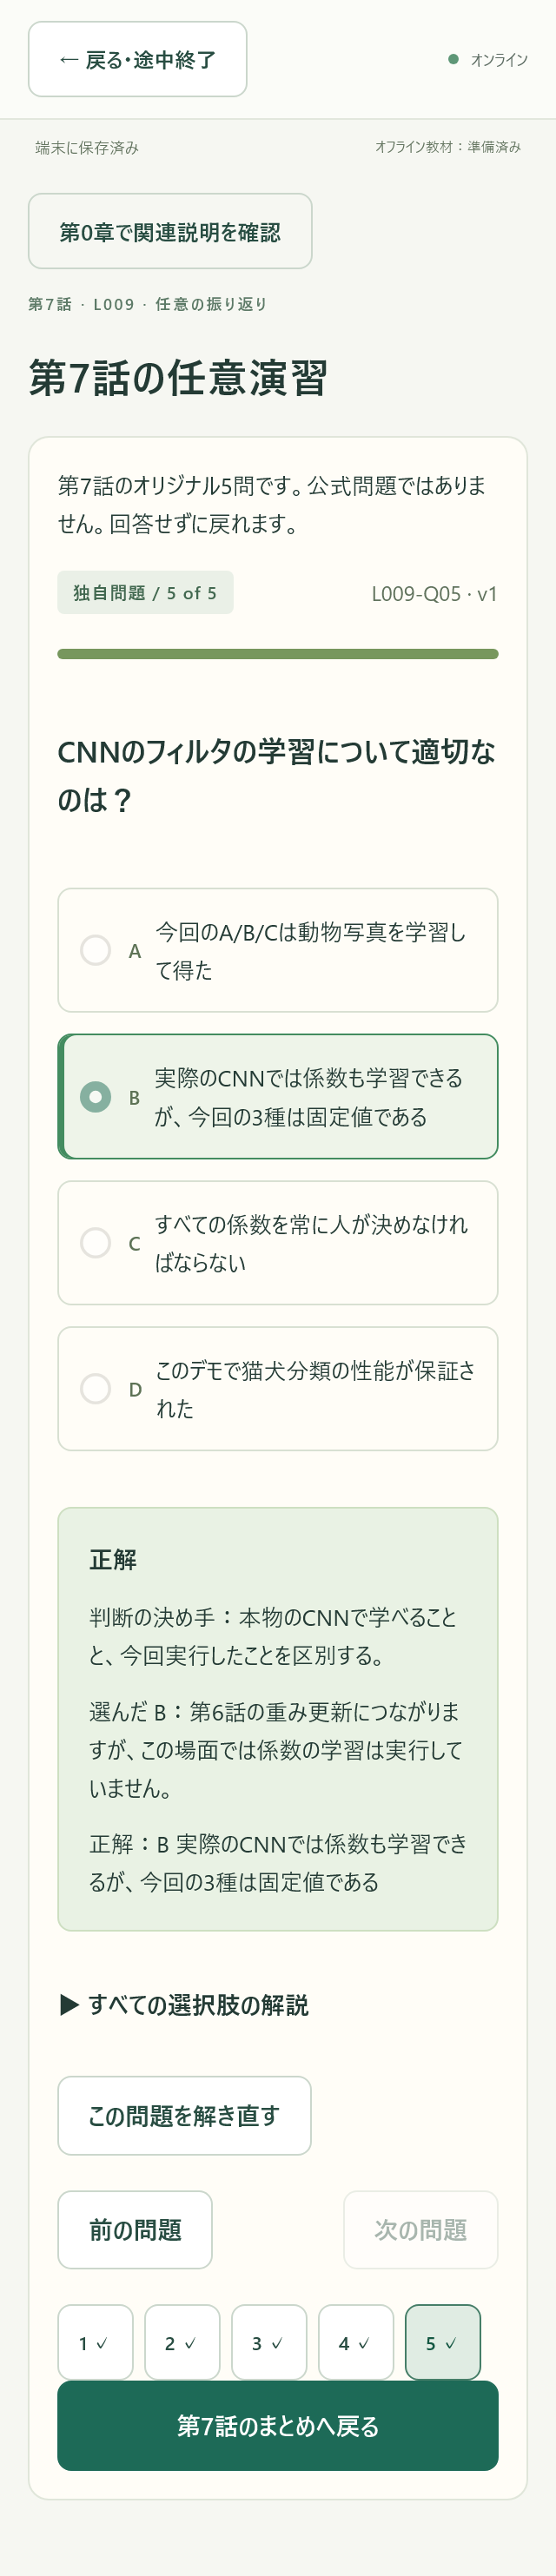 ← 戻る・途中終了
オンライン
端末に保存済み
オフライン教材：準備済み
第0章で関連説明を確認
第7話 · L009 · 任意の振り返り
第7話の任意演習
第7話のオリジナル5問です。公式問題ではありま
せん。回答せずに戻れます。
独自問題 / 5 of 5
L009-Q05 · v1
CNNのフィルタの学習について適切な
のは？
A 今回のA/B/Cは動物写真を学習し
て得た
B 実際のCNNでは係数も学習できる
が、今回の3種は固定値である
C すべての係数を常に人が決めなけれ
ばならない
D このデモで猫犬分類の性能が保証さ
れた
正解
判断の決め手：本物のCNNで学べること
と、今回実行したことを区別する。
選んだ B：第6話の重み更新につながりま
すが、この場面では係数の学習は実行して
いません。
正解：B 実際のCNNでは係数も学習でき
るが、今回の3種は固定値である
▶ すべての選択肢の解説
この問題を解き直す
前の問題
次の問題
1 ✓
2 ✓
3 ✓
4 ✓
5 ✓
第7話のまとめへ戻る